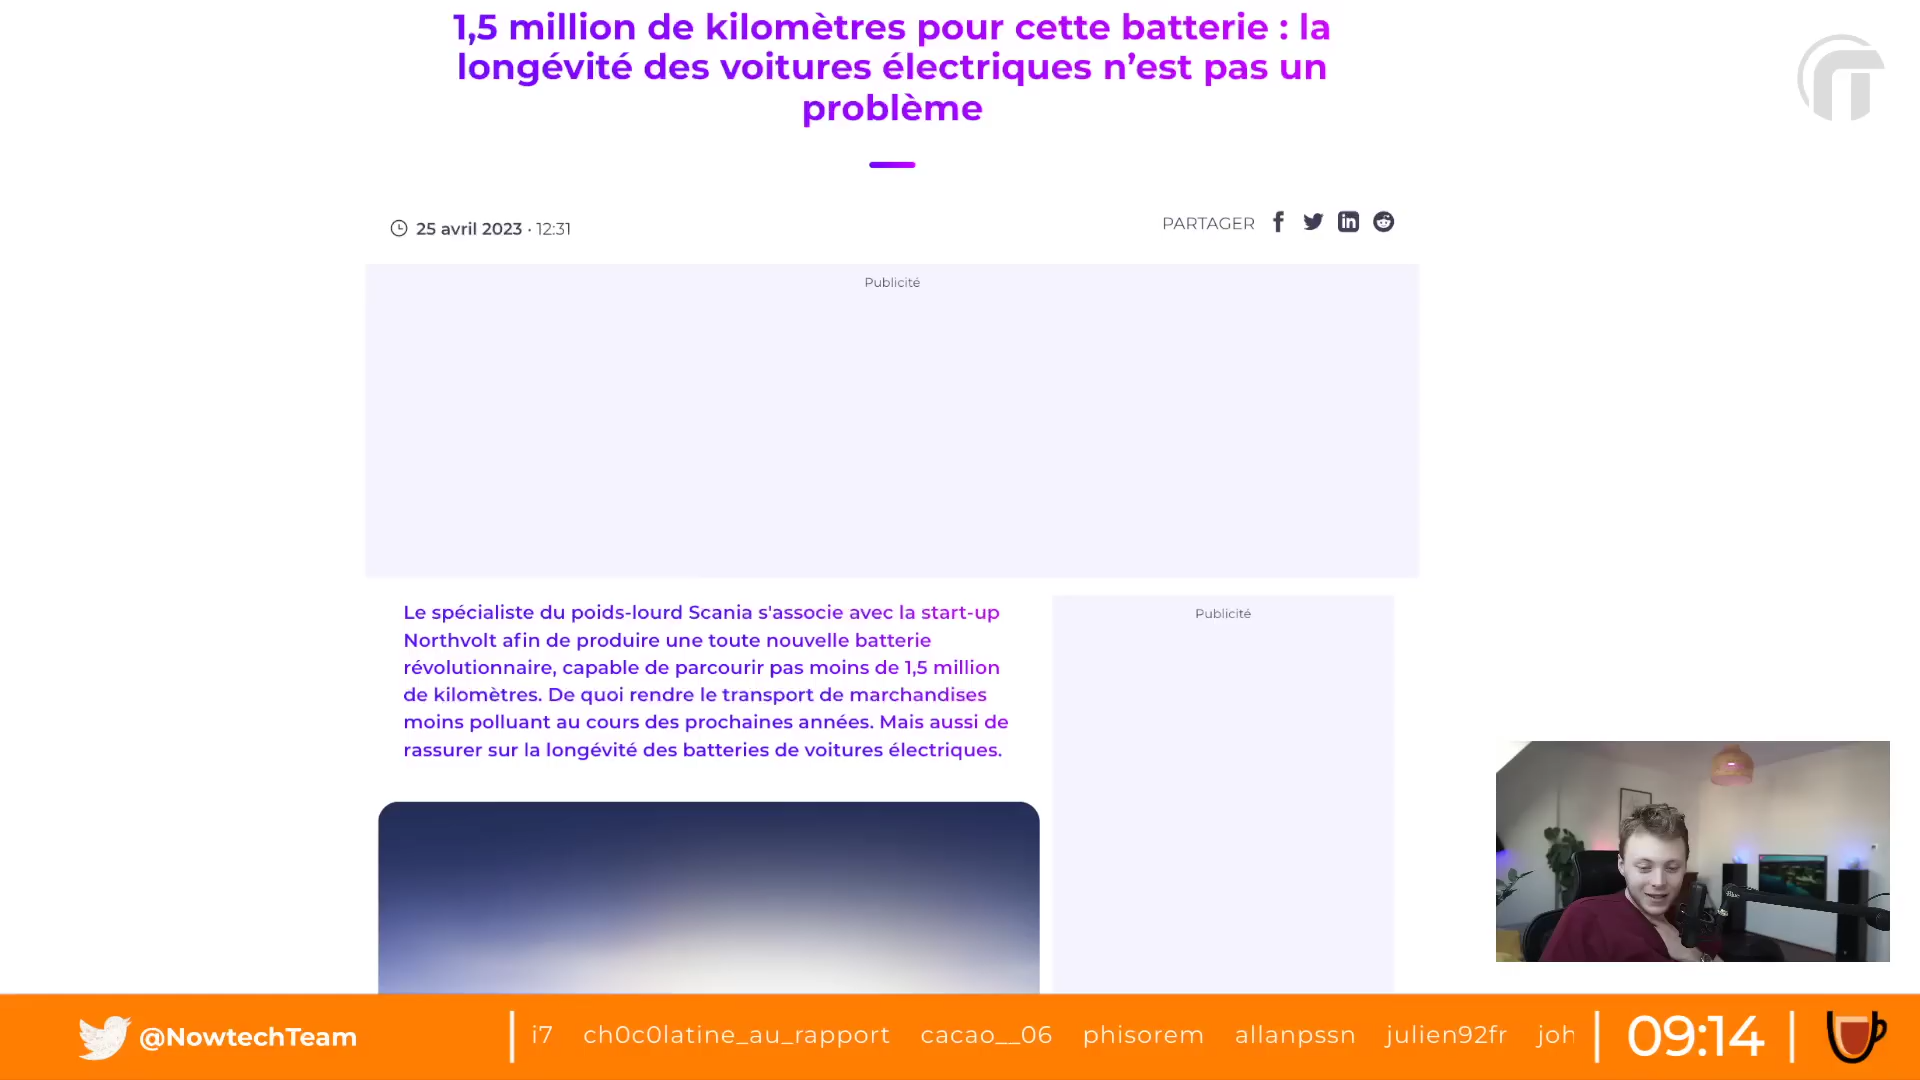 1,5 million de kilomètres pour cette batterie : la
longévité des voitures électriques n’est pas un
problème
25 avril 2023 · 12:31
PARTAGER
Publicité
Le spécialiste du poids-lourd Scania s'associe avec la start-up
Northvolt afin de produire une toute nouvelle batterie
révolutionnaire, capable de parcourir pas moins de 1,5 million
de kilomètres. De quoi rendre le transport de marchandises
moins polluant au cours des prochaines années. Mais aussi de
rassurer sur la longévité des batteries de voitures électriques.
Publicité
@NowtechTeam
i7 ch0c0latine_au_rapport cacao__06 phisorem allanpssn julien92fr joh
09:14